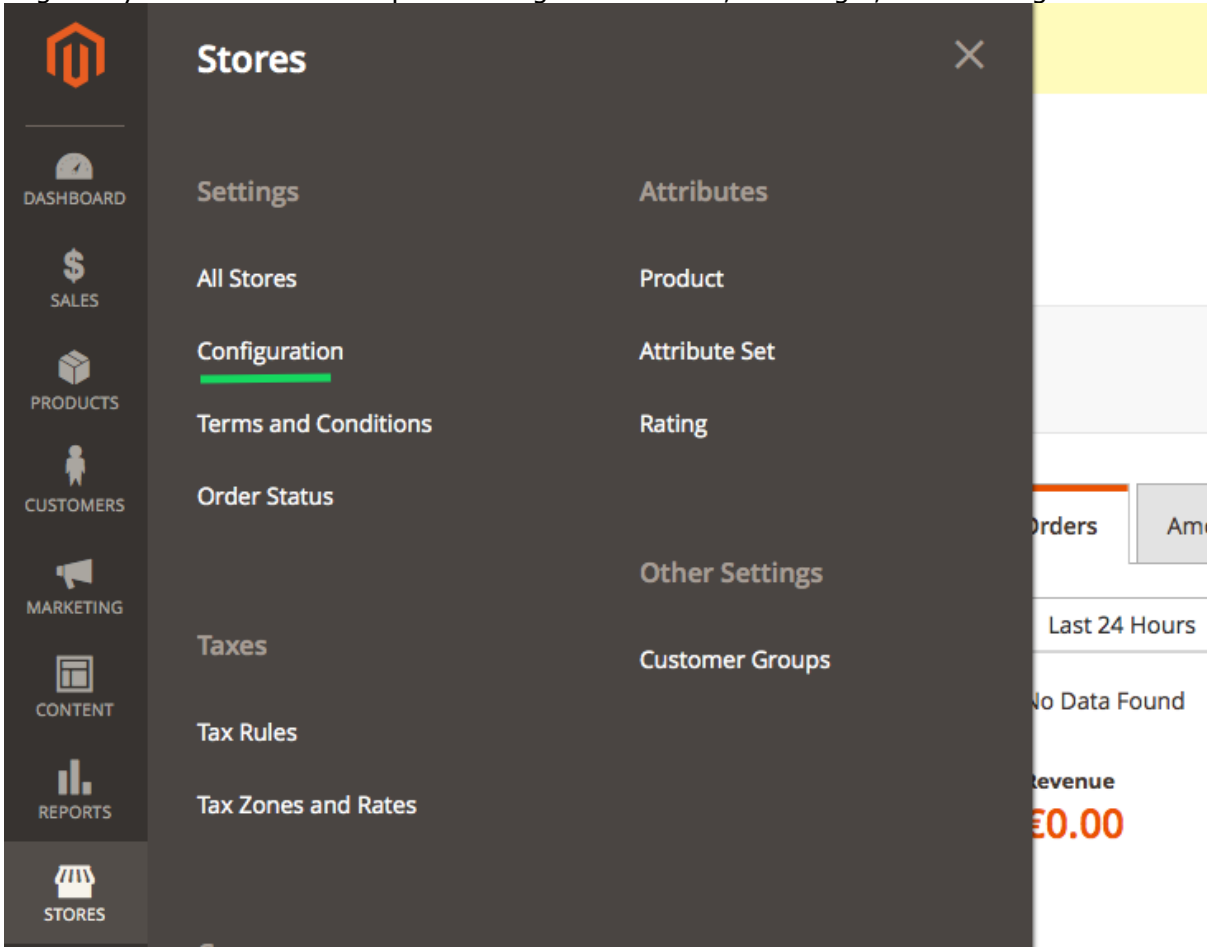 Stores
DASHBOARD
SALES
PRODUCTS
CUSTOMERS
MARKETING
CONTENT
REPORTS
STORES
Settings
All Stores
Configuration
Terms and Conditions
Order Status
Taxes
Tax Rules
Tax Zones and Rates
Attributes
Product
Attribute Set
Rating
Other Settings
Customer Groups
Orders
Last 24 Hours
No Data Found
Revenue
€0.00